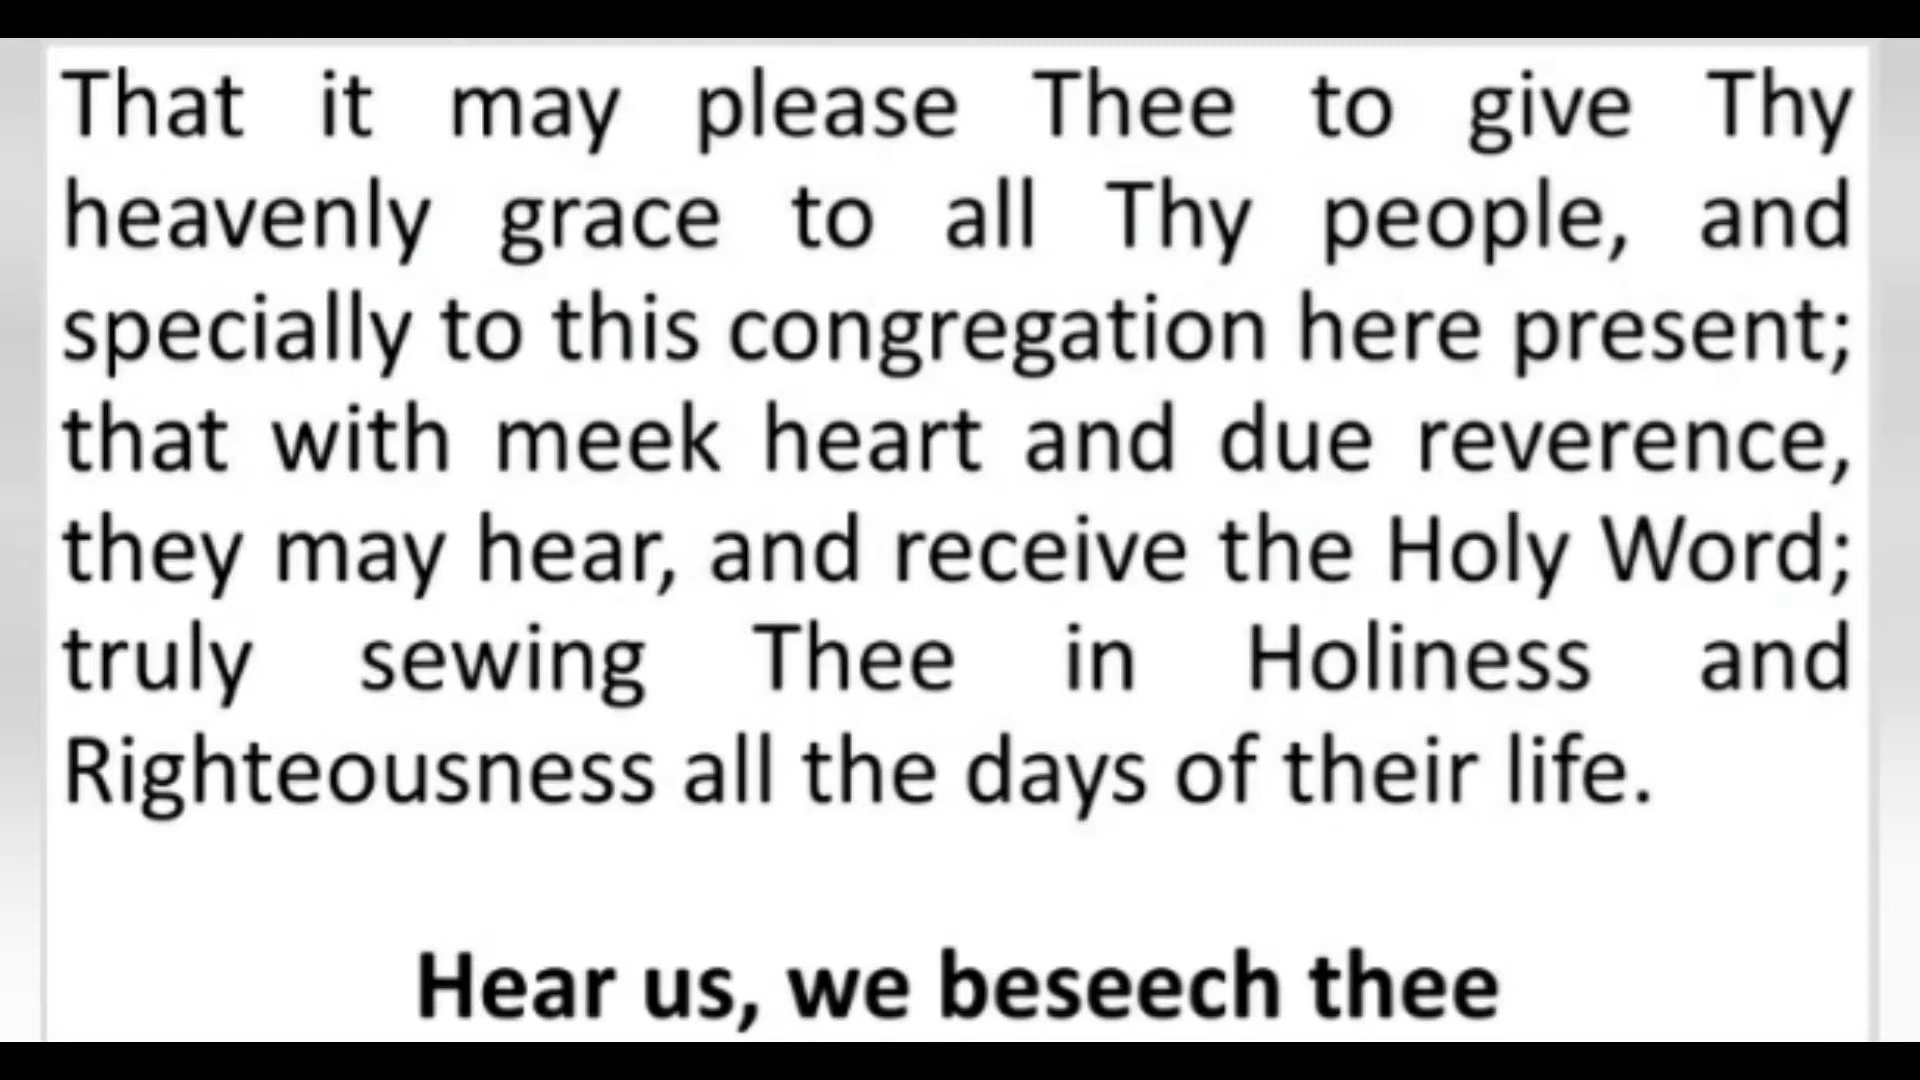 That it may please Thee to give Thy
heavenly grace to all Thy people, and
specially to this congregation here present;
that with meek heart and due reverence,
they may hear, and receive the Holy Word;
truly sewing Thee in Holiness and
Righteousness all the days of their life.
Hear us, we beseech thee